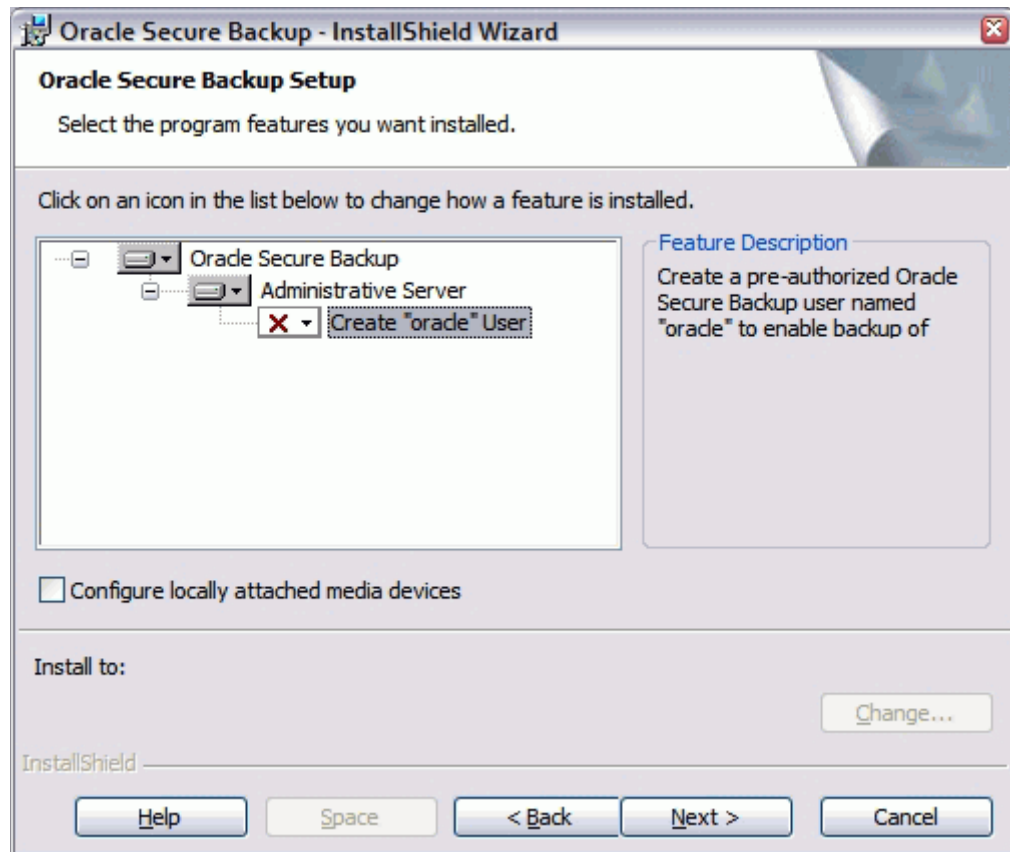 Oracle Secure Backup - InstallShield Wizard
Oracle Secure Backup Setup
Select the program features you want installed.
Click on an icon in the list below to change how a feature is installed.
Oracle Secure Backup
Administrative Server
Create "oracle" User
Feature Description
Create a pre-authorized Oracle
Secure Backup user named
"oracle" to enable backup of
Configure locally attached media devices
Install to:
Change...
InstallShield
Help
Space
< Back
Next >
Cancel